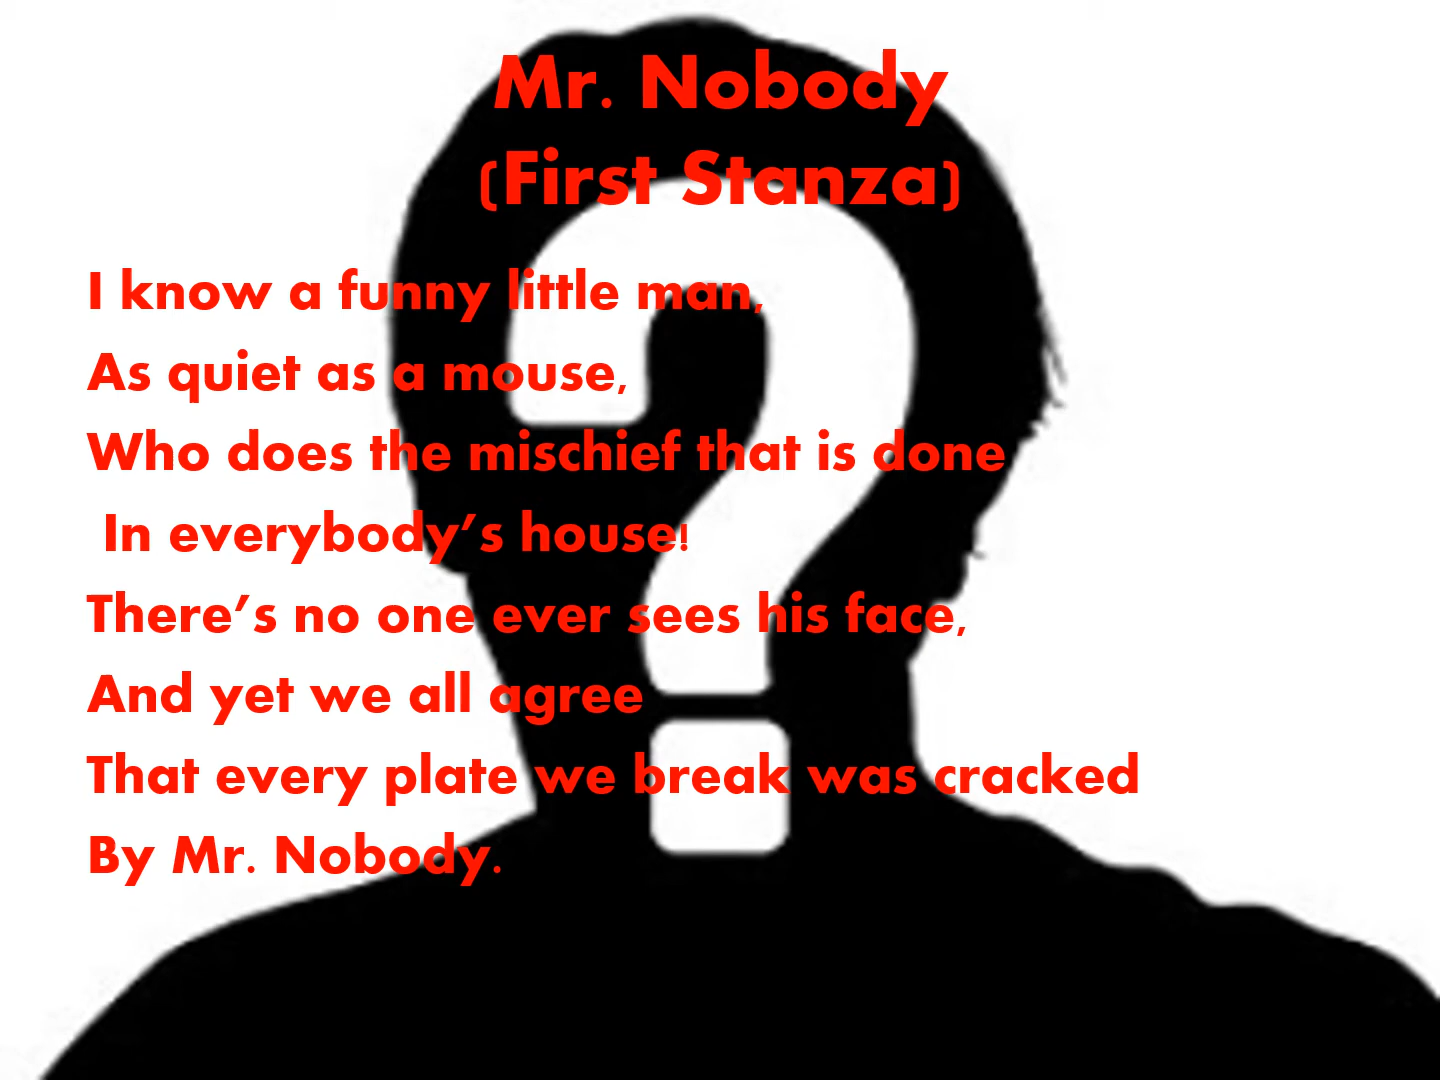 Mr. Nobody
(First Stanza)
I know a funny little man,
As quiet as a mouse,
Who does the mischief that is done
In everybody’s house!
There’s no one ever sees his face,
And yet we all agree
That every plate we break was cracked
By Mr. Nobody.